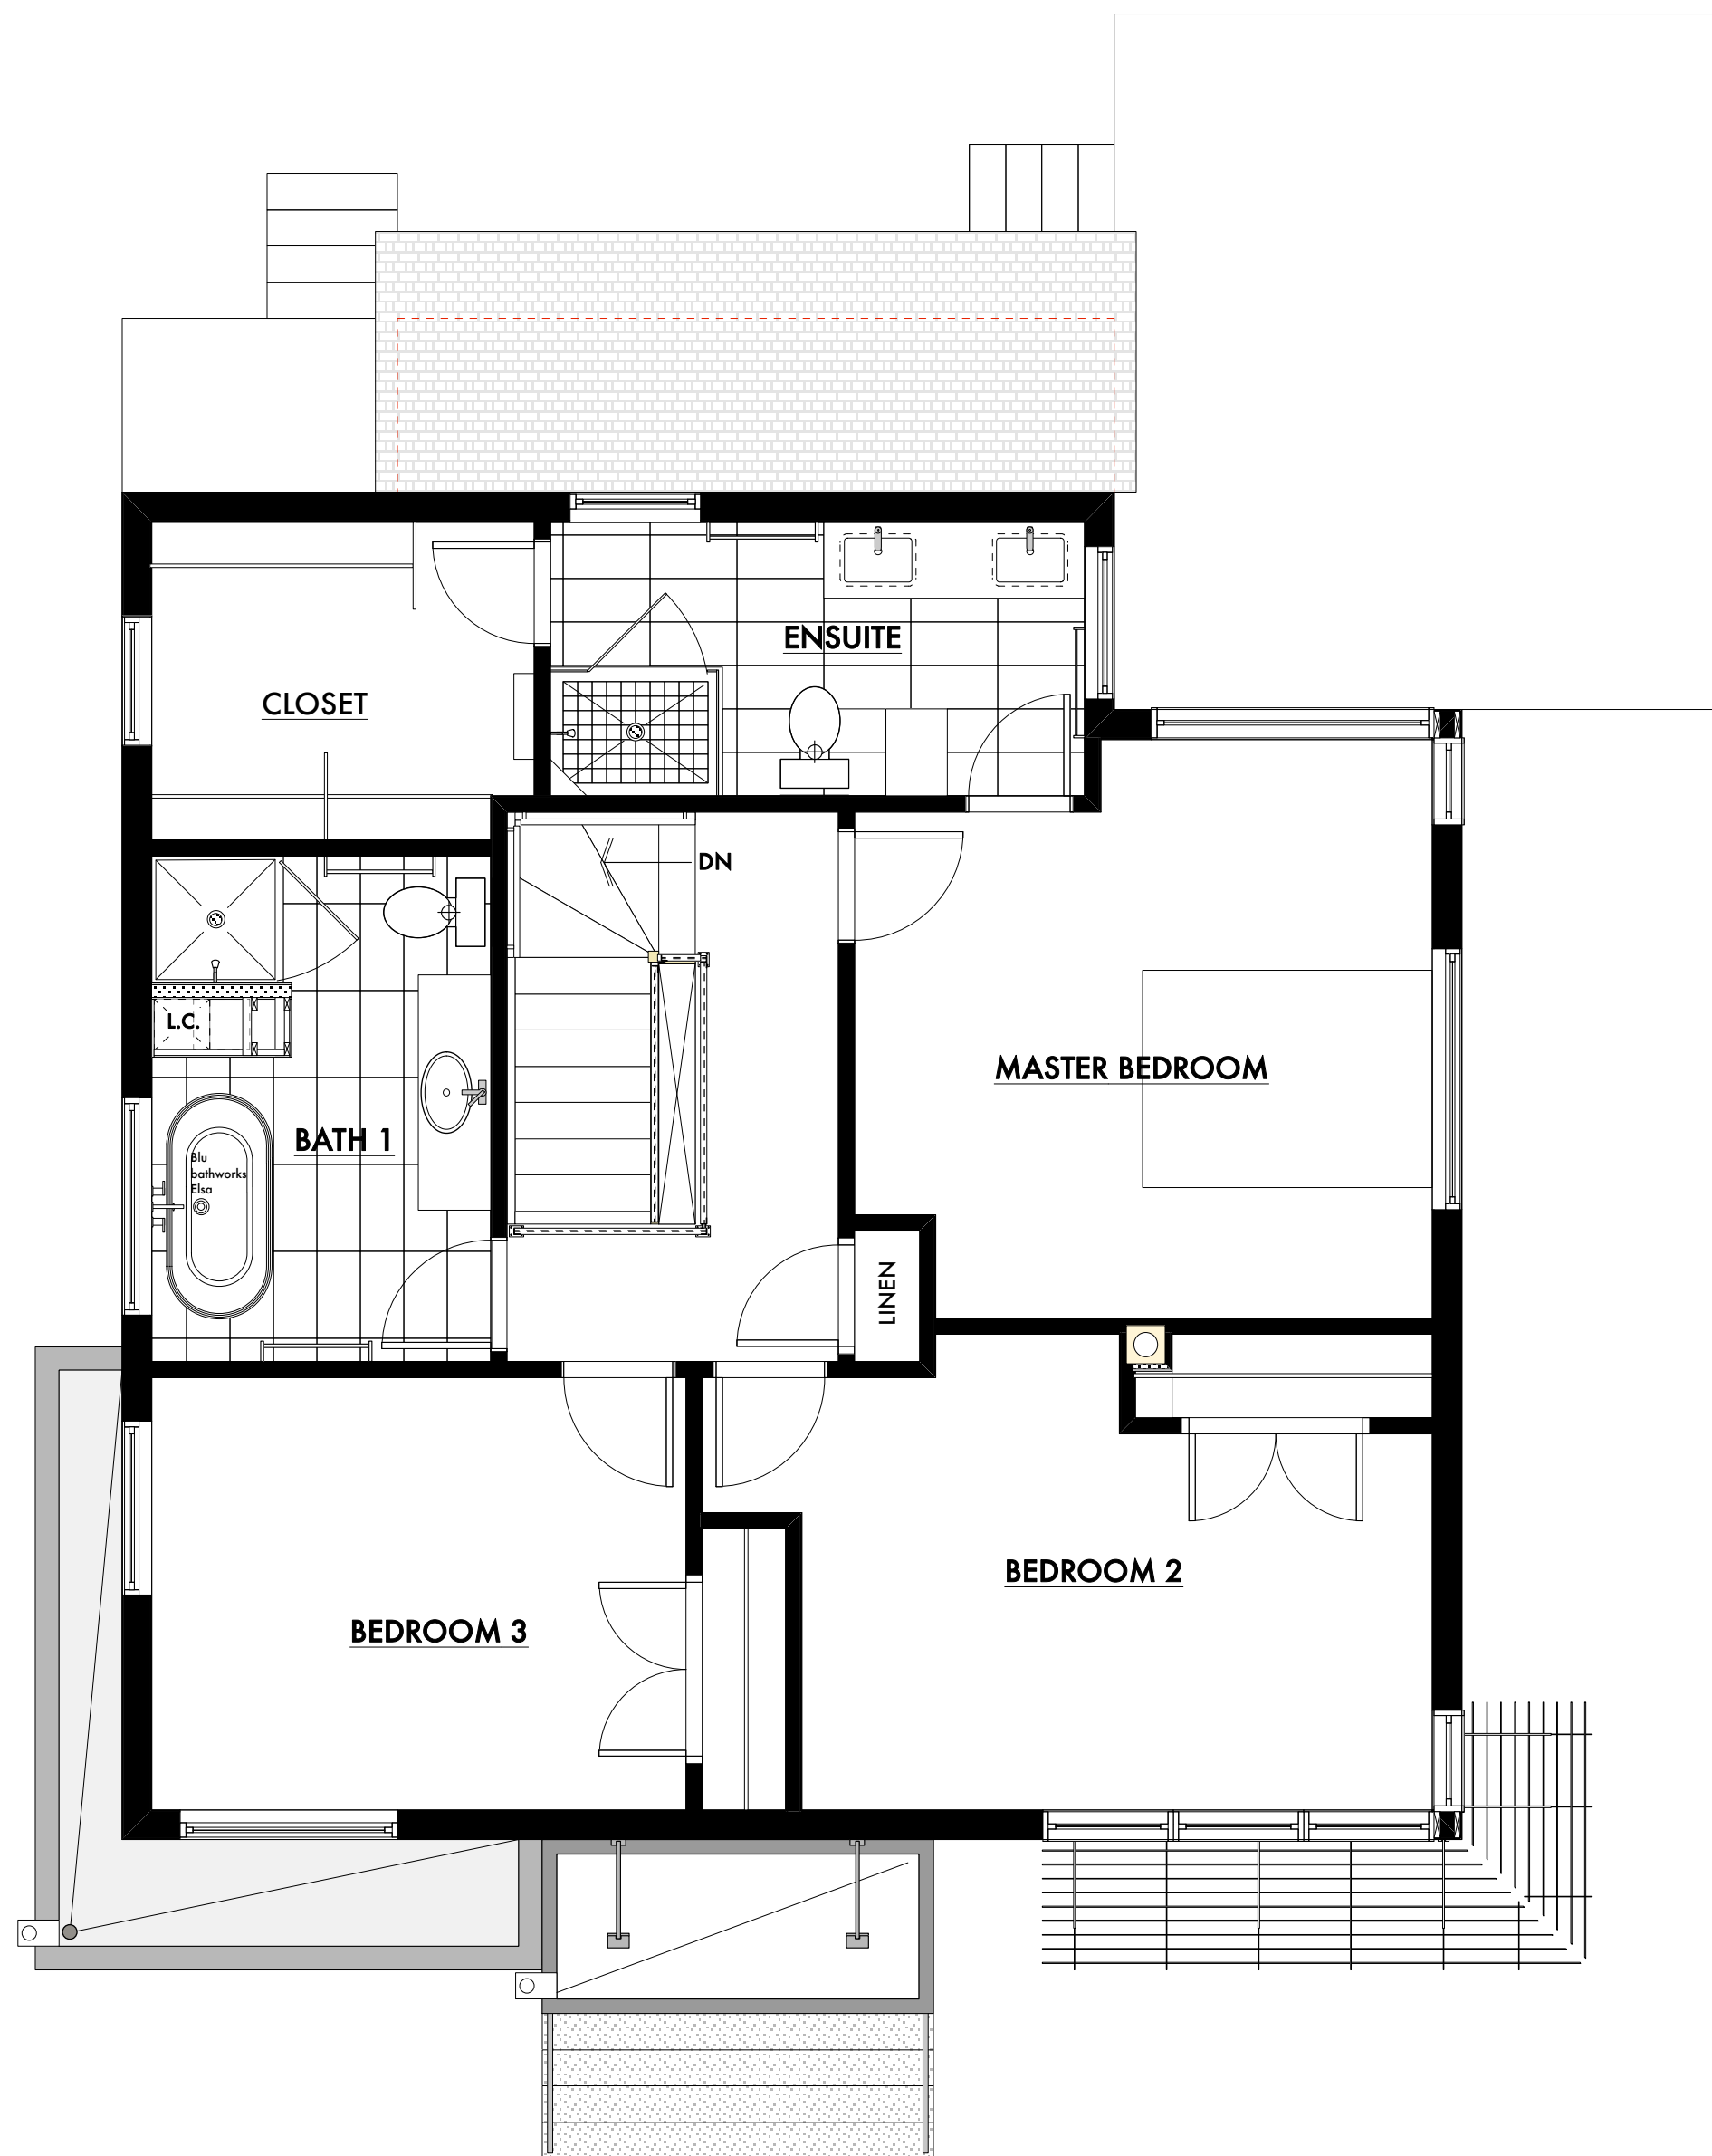 ENSUITE
CLOSET
DN
L.C.
MASTER BEDROOM
BATH 1
Blu
bathworks
Elsa
LINEN
BEDROOM 2
BEDROOM 3